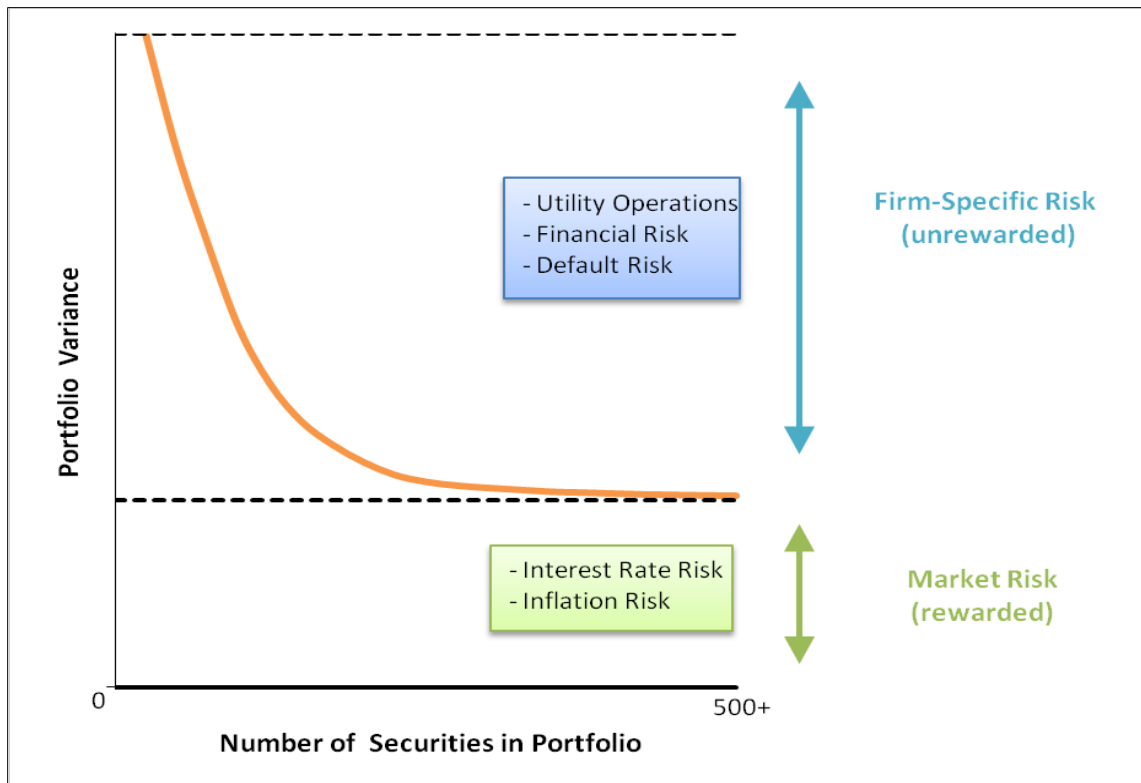 - Utility Operations
- Financial Risk
- Default Risk
Firm-Specific Risk
(unrewarded)
Portfolio Variance
- Interest Rate Risk
- Inflation Risk
Market Risk
(rewarded)
0
500+
Number of Securities in Portfolio